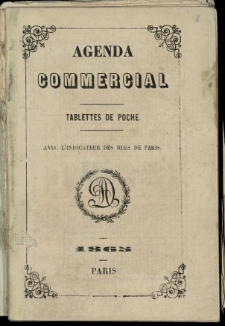 AGENDA
COMMERCIAL
TABLETTES DE POCHE.
AVEC L'INDICATEUR DES RUES DE PARIS.
PARIS